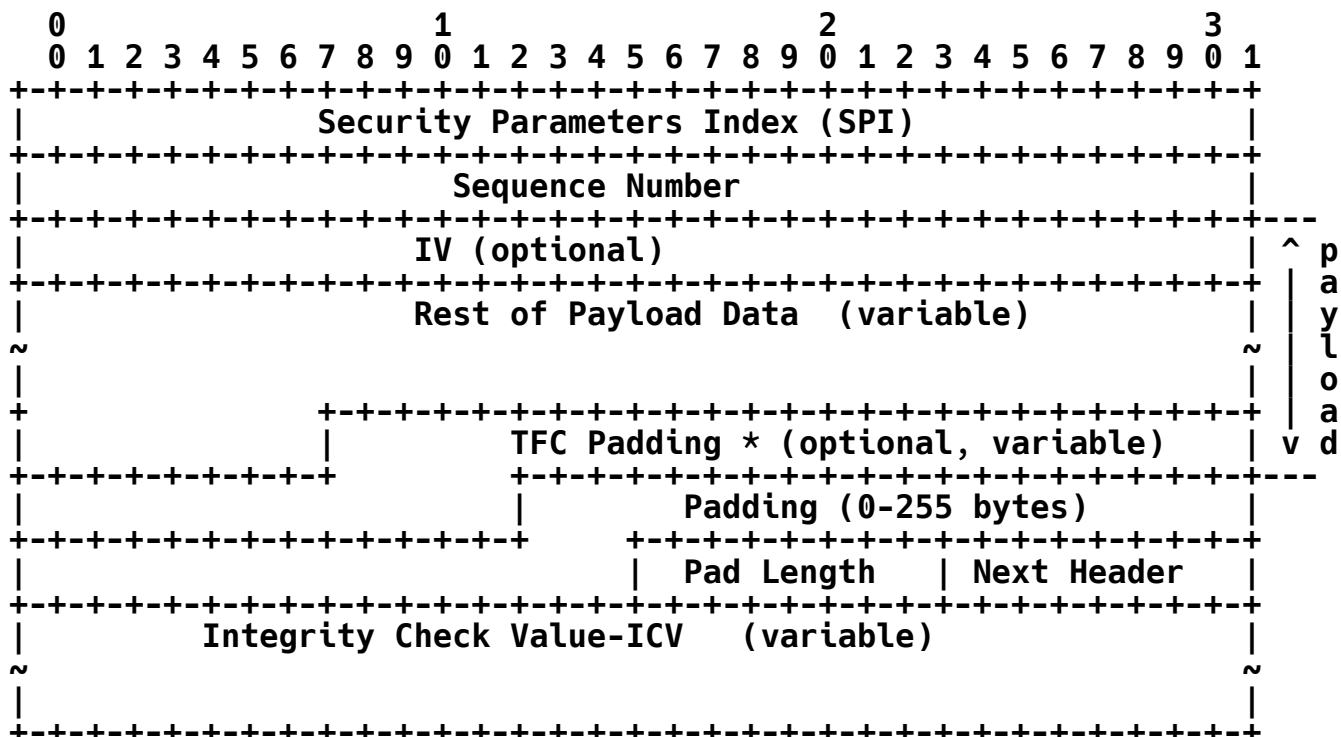 0                   1                   2                   3
 0 1 2 3 4 5 6 7 8 9 0 1 2 3 4 5 6 7 8 9 0 1 2 3 4 5 6 7 8 9 0 1
+-+-+-+-+-+-+-+-+-+-+-+-+-+-+-+-+-+-+-+-+-+-+-+-+-+-+-+-+-+-+-+-+
|               Security Parameters Index (SPI)                 |
+-+-+-+-+-+-+-+-+-+-+-+-+-+-+-+-+-+-+-+-+-+-+-+-+-+-+-+-+-+-+-+-+
|                      Sequence Number                          |
+-+-+-+-+-+-+-+-+-+-+-+-+-+-+-+-+-+-+-+-+-+-+-+-+-+-+-+-+-+-+-+-+---
|                    IV (optional)                              | ^ p
+-+-+-+-+-+-+-+-+-+-+-+-+-+-+-+-+-+-+-+-+-+-+-+-+-+-+-+-+-+-+-+-+ | a
|                    Rest of Payload Data  (variable)           | | y
~                                                               ~ | l
|                                                               | | o
+               +-+-+-+-+-+-+-+-+-+-+-+-+-+-+-+-+-+-+-+-+-+-+-+-+ | a
|               |         TFC Padding * (optional, variable)    | v d
+-+-+-+-+-+-+-+-+         +-+-+-+-+-+-+-+-+-+-+-+-+-+-+-+-+-+-+-+---
|                         |        Padding (0-255 bytes)        |
+-+-+-+-+-+-+-+-+-+-+-+-+-+     +-+-+-+-+-+-+-+-+-+-+-+-+-+-+-+-+
|                               |  Pad Length   | Next Header   |
+-+-+-+-+-+-+-+-+-+-+-+-+-+-+-+-+-+-+-+-+-+-+-+-+-+-+-+-+-+-+-+-+
|         Integrity Check Value-ICV   (variable)                |
~                                                               ~
|                                                               |
+-+-+-+-+-+-+-+-+-+-+-+-+-+-+-+-+-+-+-+-+-+-+-+-+-+-+-+-+-+-+-+-+